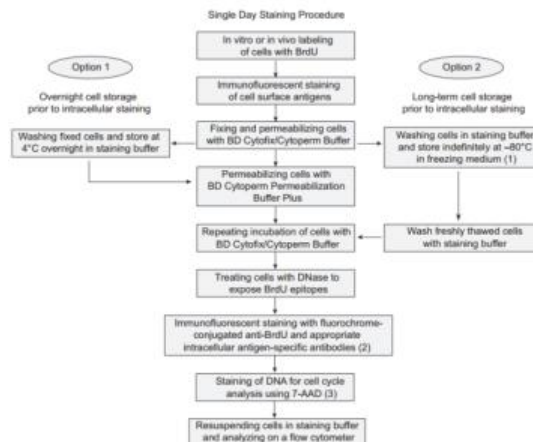 Single Day Staining Procedure
In vitro or in vivo labeling
of cells with BrdU
Option 1
Option 2
Immunofluorescent staining
of cell surface antigens
Overnight cell storage
prior to intracellular staining
Long-term cell storage
prior to intracellular staining
Fixing and permeabilizing cells
with BD Cytofix/Cytoperm Buffer
Washing fixed cells and store at
4°C overnight in staining buffer
Washing cells in staining buffer
and store indefinitely at –80°C
in freezing medium (1)
Permeabilizing cells with
BD Cytoperm Permeabilization
Buffer Plus
Repeating incubation of cells with
BD Cytofix/Cytoperm Buffer
Wash freshly thawed cells
with staining buffer
Treating cells with DNase to
expose BrdU epitopes
Immunofluorescent staining with fluorochrome-
conjugated anti-BrdU and appropriate
intracellular antigen-specific antibodies (2)
Staining of DNA for cell cycle
analysis using 7-AAD (3)
Resuspending cells in staining buffer
and analyzing on a flow cytometer